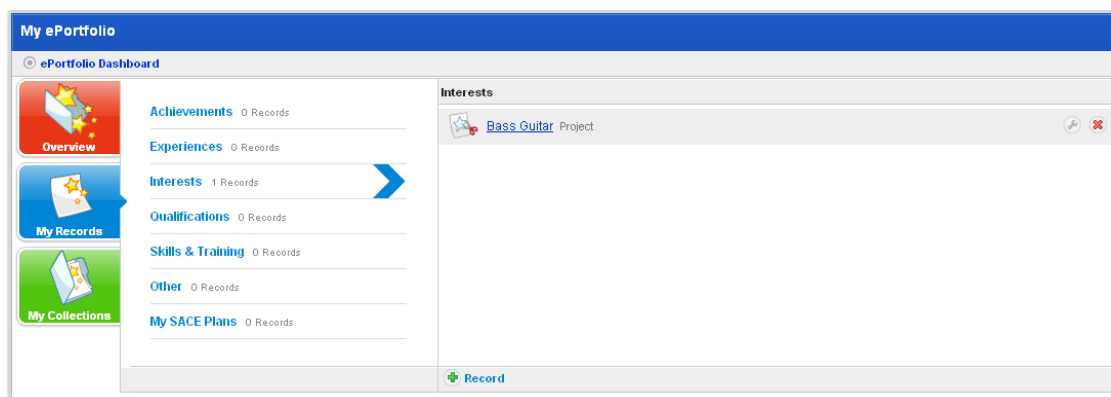 My ePortfolio
ePortfolio Dashboard
Overview
My Records
My Collections
Achievements 0 Records
Experiences 0 Records
Interests 1 Records
Qualifications 0 Records
Skills & Training 0 Records
Other 0 Records
My SACE Plans 0 Records
Interests
Bass Guitar Project
Record